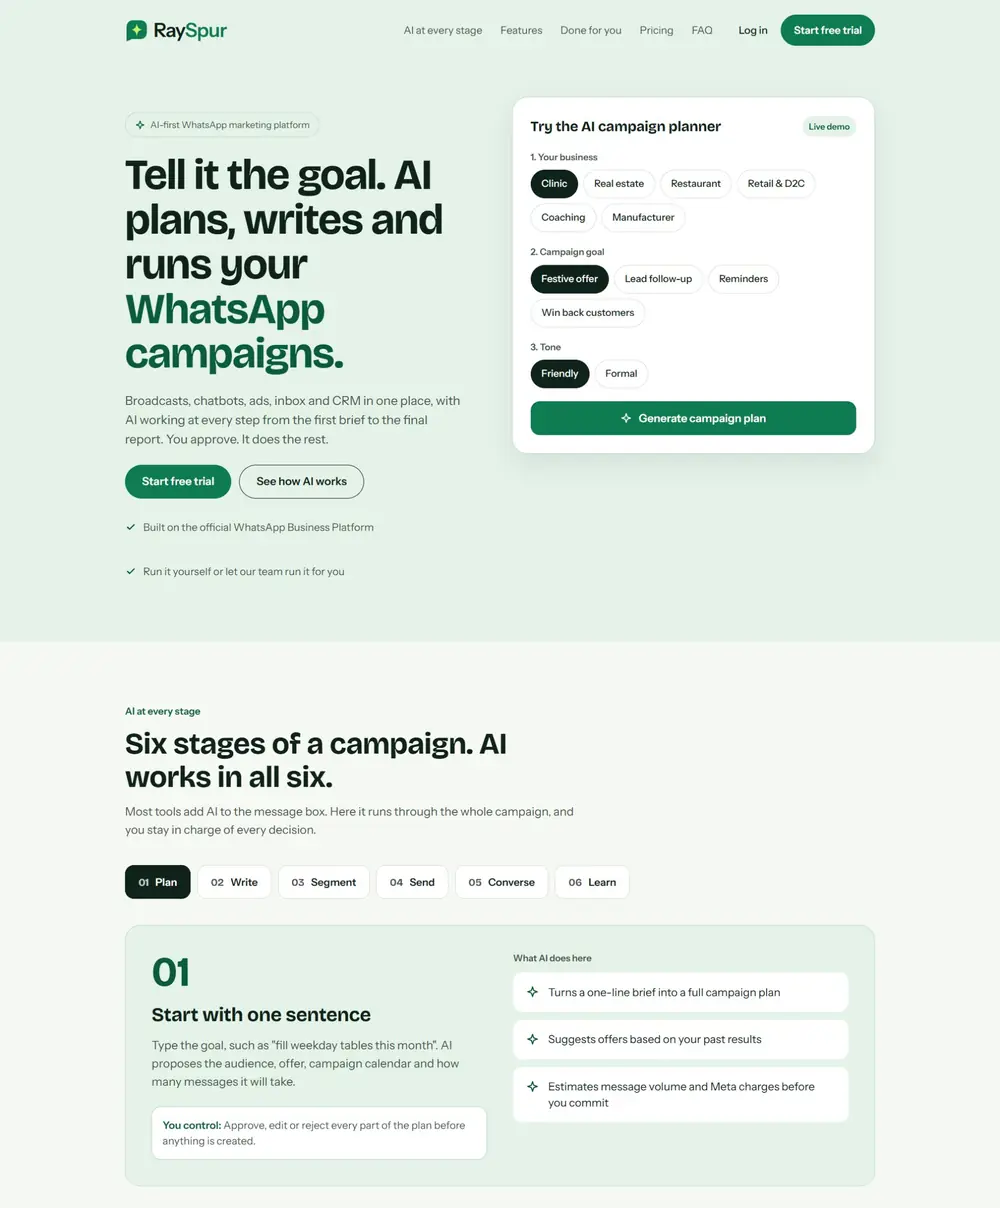 RaySpur
AI at every stage
Features
Done for you
Pricing
FAQ
Log in
Start free trial
AI-first WhatsApp marketing platform
Tell it the goal. AI
plans, writes and
runs your
WhatsApp
campaigns.
Broadcasts, chatbots, ads, inbox and CRM in one place, with
AI working at every step from the first brief to the final
report. You approve. It does the rest.
Start free trial
See how AI works
Built on the official WhatsApp Business Platform
Run it yourself or let our team run it for you
Try the AI campaign planner
Live demo
1. Your business
Clinic
Real estate
Restaurant
Retail & D2C
Coaching
Manufacturer
2. Campaign goal
Festive offer
Lead follow-up
Reminders
Win back customers
3. Tone
Friendly
Formal
Generate campaign plan
AI at every stage
Six stages of a campaign. AI
works in all six.
Most tools add AI to the message box. Here it runs through the whole campaign, and
you stay in charge of every decision.
01 Plan
02 Write
03 Segment
04 Send
05 Converse
06 Learn
01
Start with one sentence
Type the goal, such as "fill weekday tables this month". AI
proposes the audience, offer, campaign calendar and how
many messages it will take.
You control: Approve, edit or reject every part of the plan before
anything is created.
What AI does here
Turns a one-line brief into a full campaign plan
Suggests offers based on your past results
Estimates message volume and Meta charges before
you commit